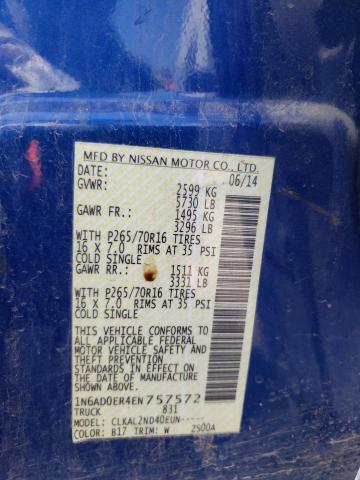 MFD BY NISSAN MOTOR CO., LTD.
DATE: 06/14
GVWR: 2599 KG
5730 LB
GAWR FR.: 1495 KG
3296 LB
WITH P265/70R16 TIRES
16 X 7.0 RIMS AT 35 PSI
COLD SINGLE
GAWR RR.: 1511 KG
3331 LB
WITH P265/70R16 TIRES
16 X 7.0 RIMS AT 35 PSI
COLD SINGLE
THIS VEHICLE CONFORMS TO
ALL APPLICABLE FEDERAL
MOTOR VEHICLE SAFETY AND
THEFT PREVENTION
STANDARDS IN EFFECT ON
THE DATE OF MANUFACTURE
SHOWN ABOVE.
1N6AD0ER4EN757572
TRUCK 831
MODEL: CLKAL2ND40EUN-----
COLOR: B17 TRIM: W ZS00A